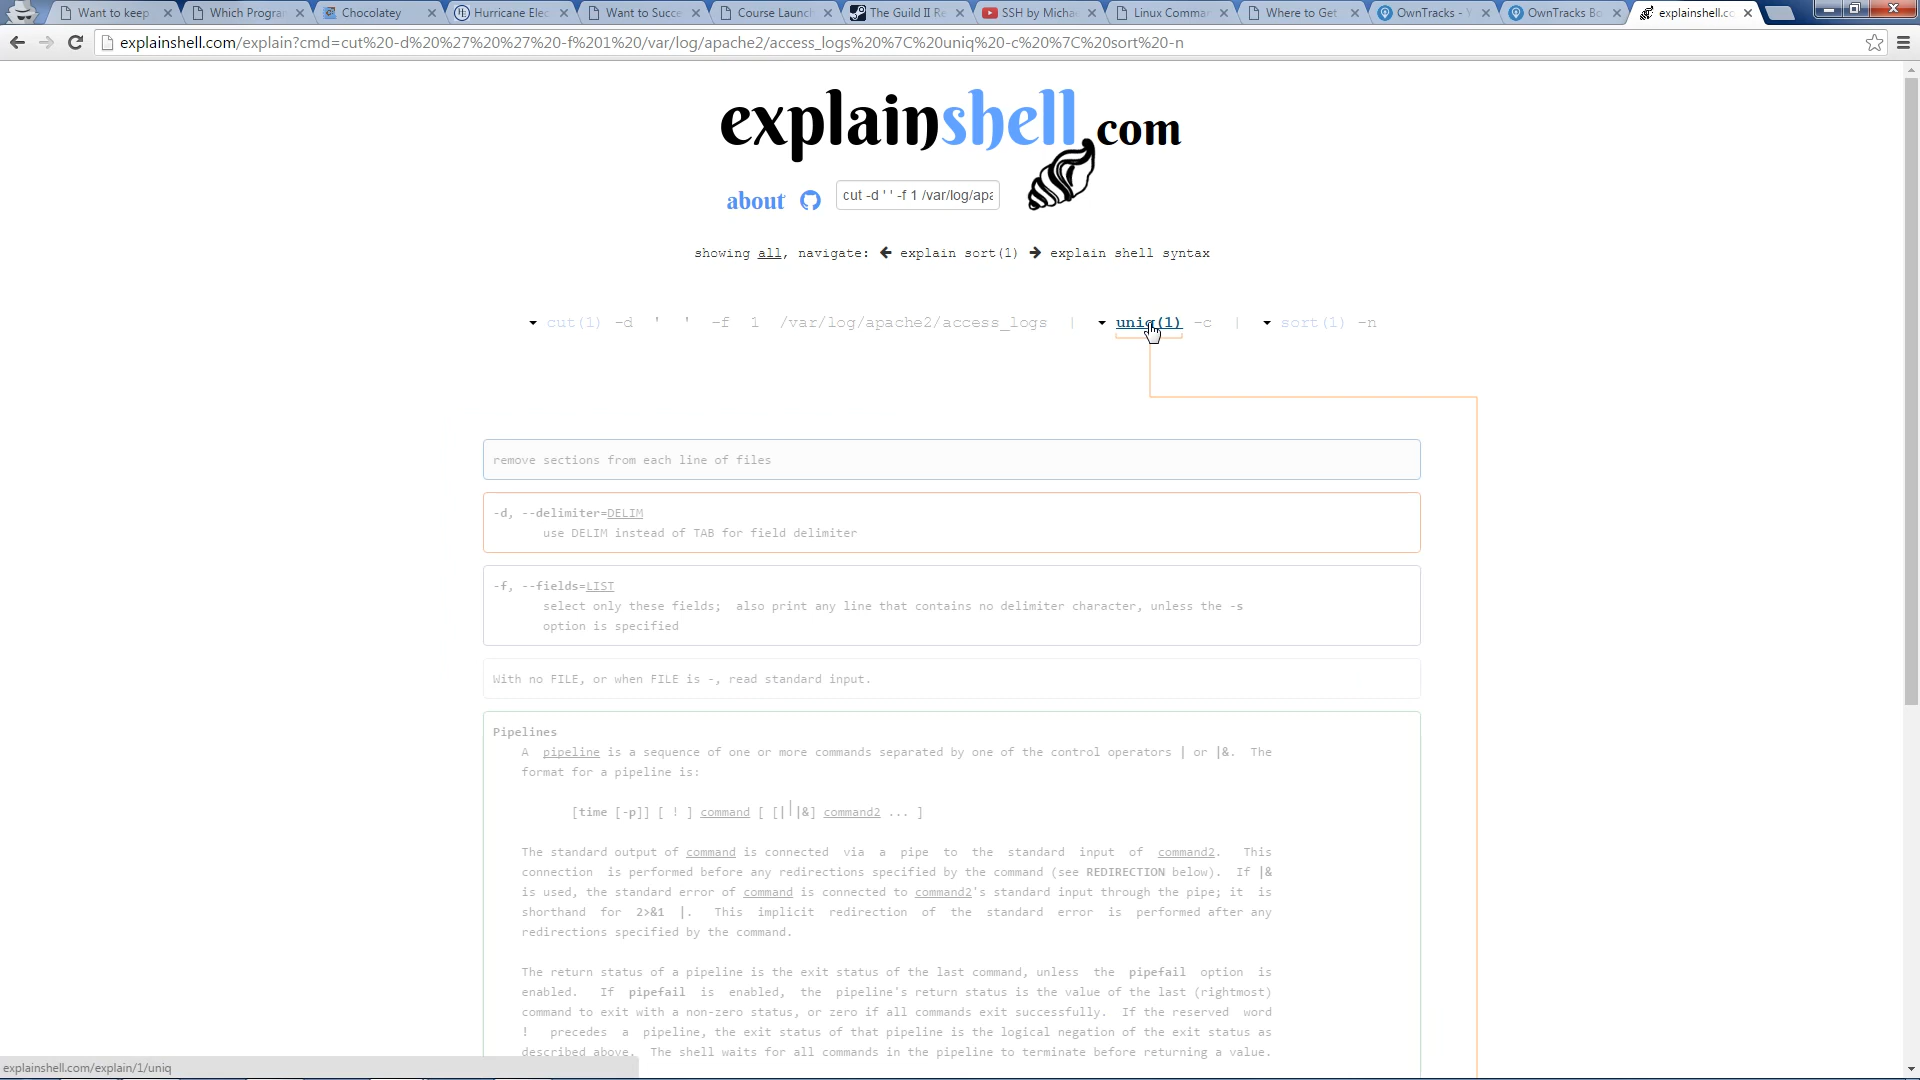 Want to keep
Which Progra
Chocolatey
Hurricane Elec
Want to Succe
Course Launch
The Guild II Re
SSH by Micha
Linux Comma
Where to Get
OwnTracks - Y
OwnTracks Bo
explainshell.co
explainshell.com/explain?cmd=cut%20-d%20%27%20%27%20-f%201%20/var/log/apache2/access_logs%20%7C%20uniq%20-c%20%7C%20sort%20-n
explainshell.com
about
cut -d ' ' -f 1 /var/log/apa
showing all, navigate: ← explain sort(1) → explain shell syntax
cut(1) -d ' ' -f 1 /var/log/apache2/access_logs | uniq(1) -c | sort(1) -n
remove sections from each line of files
-d, --delimiter=DELIM
use DELIM instead of TAB for field delimiter
-f, --fields=LIST
select only these fields; also print any line that contains no delimiter character, unless the -s
option is specified
With no FILE, or when FILE is -, read standard input.
Pipelines
A pipeline is a sequence of one or more commands separated by one of the control operators | or |&. The
format for a pipeline is:
[time [-p]] [ ! ] command [ [|⎪|&] command2 ... ]
The standard output of command is connected via a pipe to the standard input of command2. This
connection is performed before any redirections specified by the command (see REDIRECTION below). If |&
is used, the standard error of command is connected to command2's standard input through the pipe; it is
shorthand for 2>&1 |. This implicit redirection of the standard error is performed after any
redirections specified by the command.
The return status of a pipeline is the exit status of the last command, unless the pipefail option is
enabled. If pipefail is enabled, the pipeline's return status is the value of the last (rightmost)
command to exit with a non-zero status, or zero if all commands exit successfully. If the reserved word
! precedes a pipeline, the exit status of that pipeline is the logical negation of the exit status as
described above. The shell waits for all commands in the pipeline to terminate before returning a value.
explainshell.com/explain/1/uniq